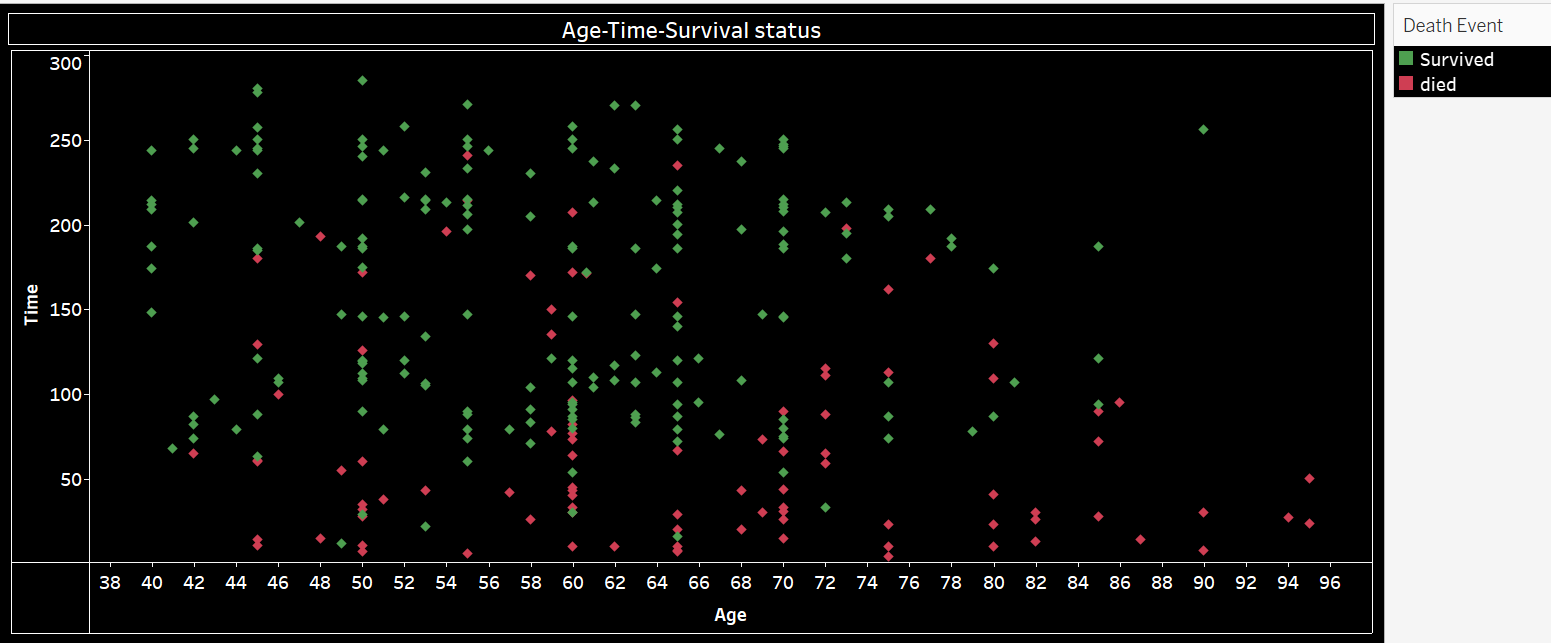 Age-Time-Survival status
Death Event
Survived
died
300
250
200
150
100
50
Time
38 40 42 44 46 48 50 52 54 56 58 60 62 64 66 68 70 72 74 76 78 80 82 84 86 88 90 92 94 96
Age